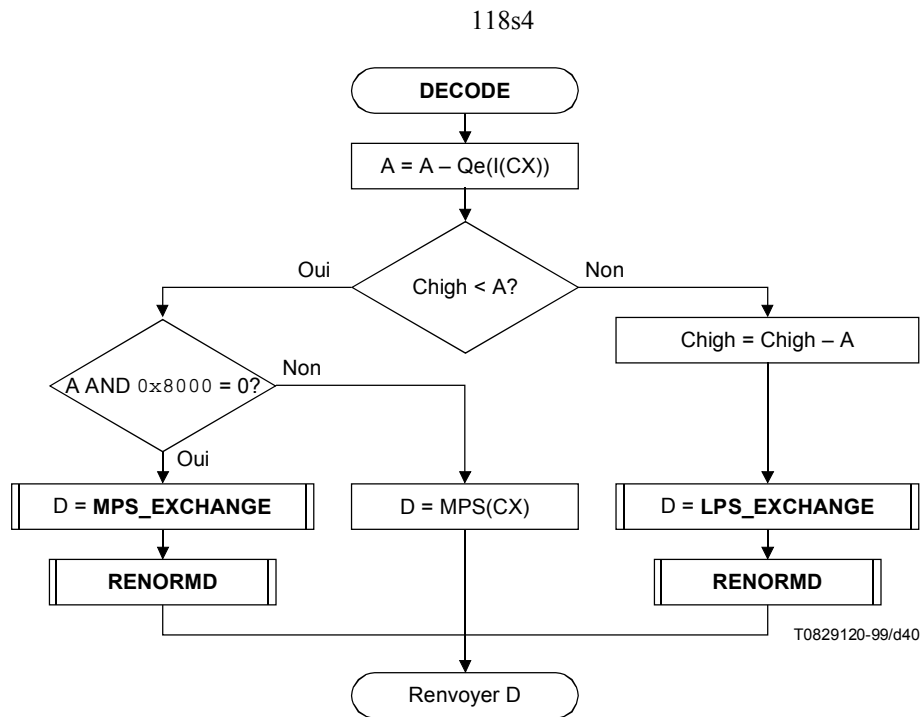 118s4
DECODE
A = A – Qe(I(CX))
Oui
Chigh < A?
Non
Chigh = Chigh – A
A AND 0x8000 = 0?
Non
Oui
D = MPS_EXCHANGE
D = MPS(CX)
D = LPS_EXCHANGE
RENORMD
RENORMD
T0829120-99/d40
Renvoyer D